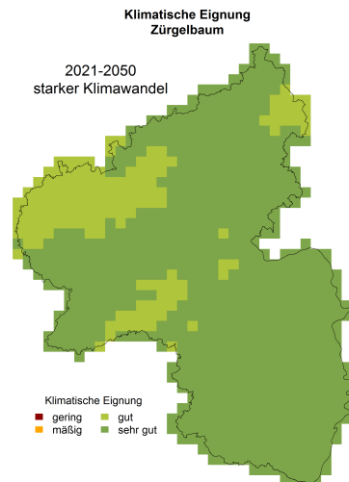 Klimatische Eignung
Zürgelbaum
2021-2050
starker Klimawandel
Klimatische Eignung
gering
gut
mäßig
sehr gut